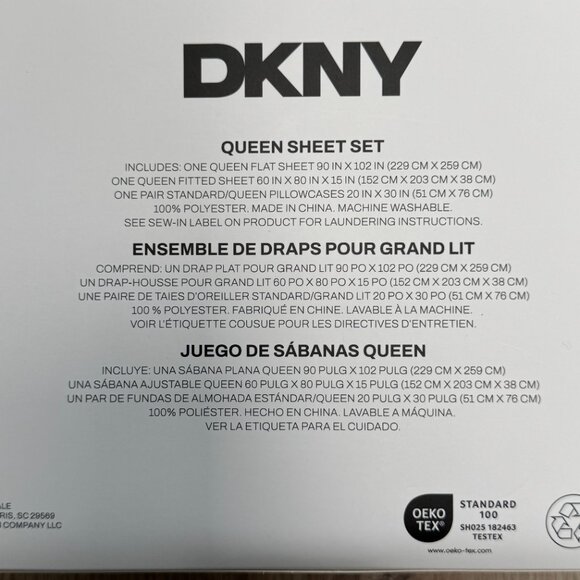 DKNY
QUEEN SHEET SET
INCLUDES: ONE QUEEN FLAT SHEET 90 IN X 102 IN (229 CM X 259 CM)
ONE QUEEN FITTED SHEET 60 IN X 80 IN X 15 IN (152 CM X 203 CM X 38 CM)
ONE PAIR STANDARD/QUEEN PILLOWCASES 20 IN X 30 IN (51 CM X 76 CM)
100% POLYESTER. MADE IN CHINA. MACHINE WASHABLE.
SEE SEW-IN LABEL ON PRODUCT FOR LAUNDERING INSTRUCTIONS.
ENSEMBLE DE DRAPS POUR GRAND LIT
COMPREND: UN DRAP PLAT POUR GRAND LIT 90 PO X 102 PO (229 CM X 259 CM)
UN DRAP-HOUSSE POUR GRAND LIT 60 PO X 80 PO X 15 PO (152 CM X 203 CM X 38 CM)
UNE PAIRE DE TAIES D'OREILLER STANDARD/GRAND LIT 20 PO X 30 PO (51 CM X 76 CM)
100 % POLYESTER. FABRIQUÉ EN CHINE. LAVABLE À LA MACHINE.
VOIR L'ÉTIQUETTE COUSUE POUR LES DIRECTIVES D'ENTRETIEN.
JUEGO DE SÁBANAS QUEEN
INCLUYE: UNA SÁBANA PLANA QUEEN 90 PULG X 102 PULG (229 CM X 259 CM)
UNA SÁBANA AJUSTABLE QUEEN 60 PULG X 80 PULG X 15 PULG (152 CM X 203 CM X 38 CM)
UN PAR DE FUNDAS DE ALMOHADA ESTÁNDAR/QUEEN 20 PULG X 30 PULG (51 CM X 76 CM)
100% POLIÉSTER. HECHO EN CHINA. LAVABLE A MÁQUINA.
VER LA ETIQUETA PARA EL CUIDADO.
ALE
RIS, SC 29569
COMPANY LLC
OEKO
TEX®
STANDARD
100
SH025 182463
TESTEX
www.oeko-tex.com